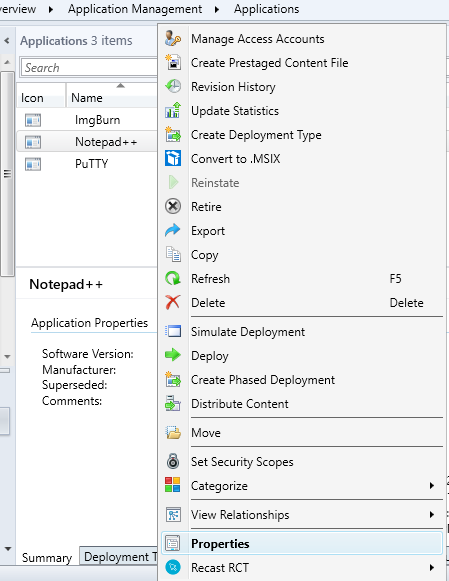 erview ▸ Application Management ▸ Applications
Applications 3 items
Search
Icon Name
ImgBurn
Notepad++
PuTTY
Notepad++
Application Properties
Software Version:
Manufacturer:
Superseded:
Comments:
Summary Deployment T
Manage Access Accounts
Create Prestaged Content File
Revision History
Update Statistics
Create Deployment Type
Convert to .MSIX
Reinstate
Retire
Export
Copy
Refresh F5
Delete Delete
Simulate Deployment
Deploy
Create Phased Deployment
Distribute Content
Move
Set Security Scopes
Categorize
View Relationships
Properties
Recast RCT